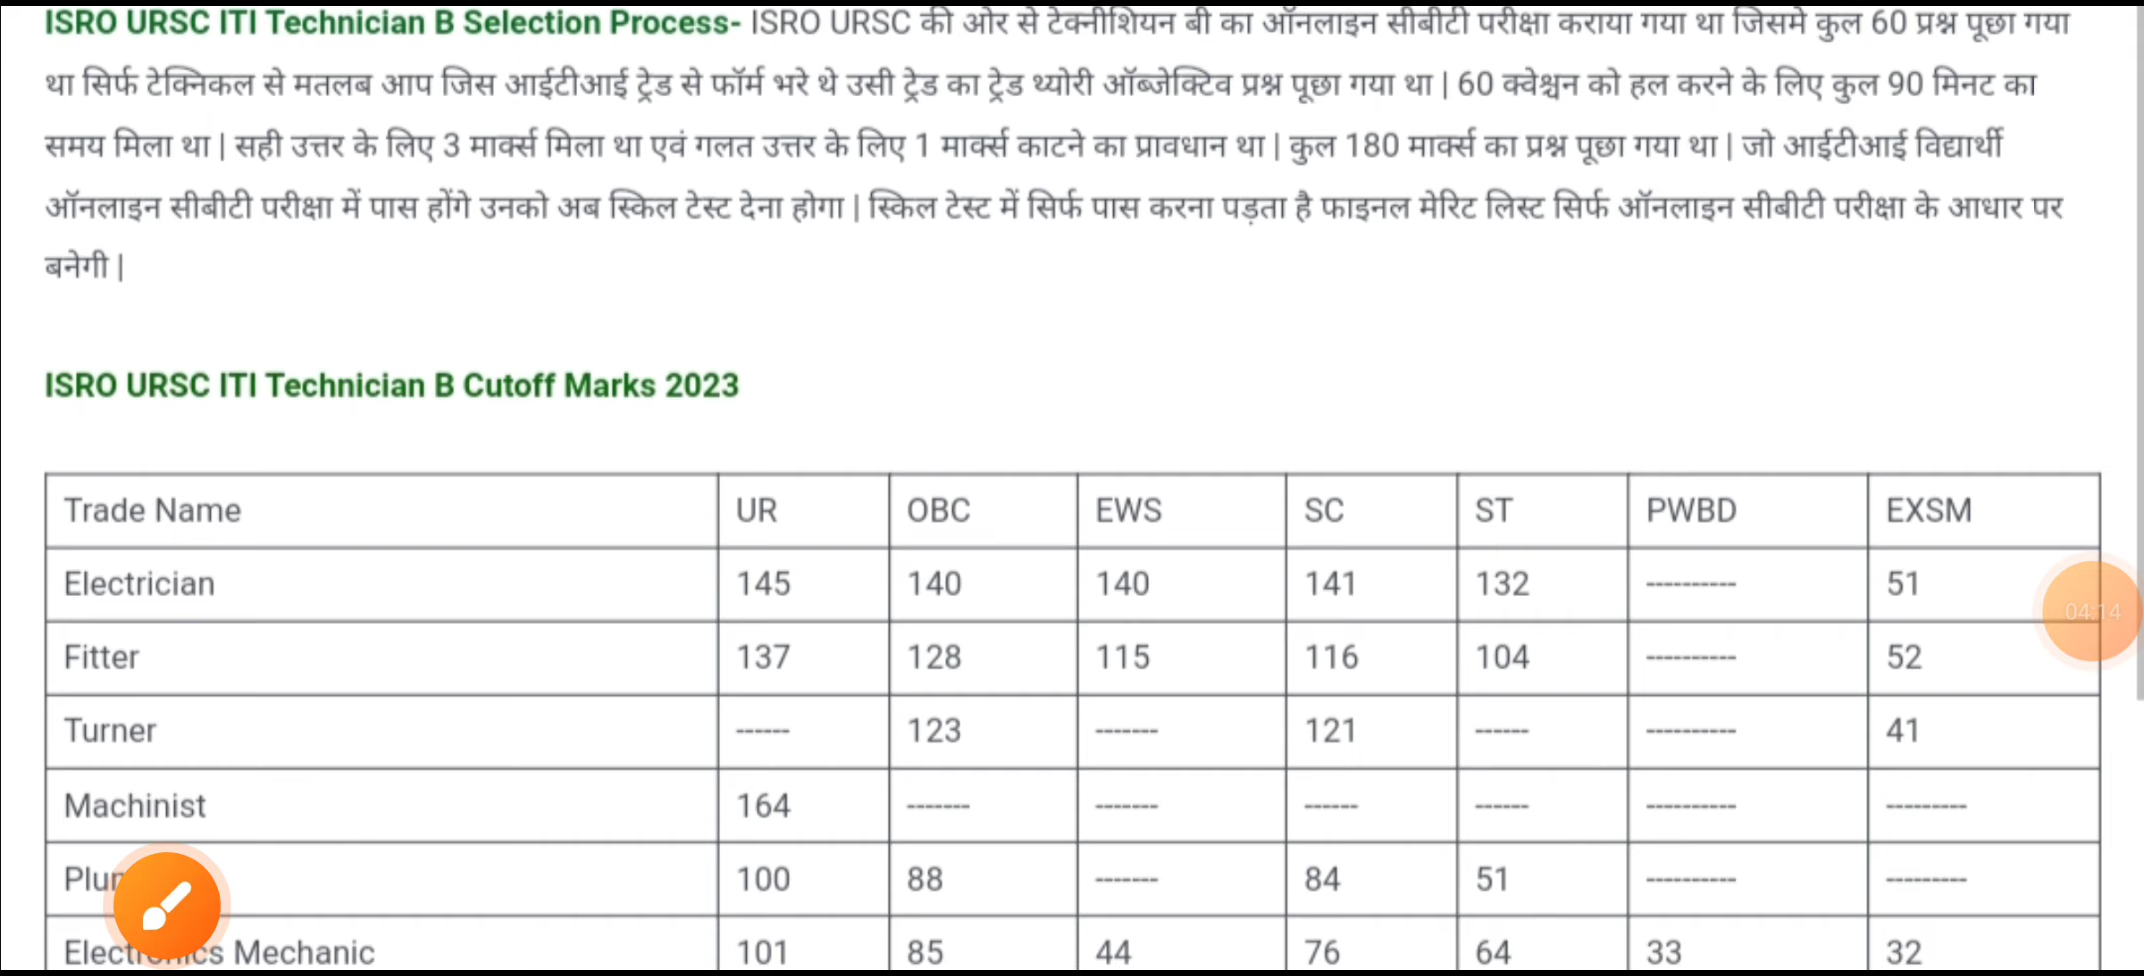 ISRO URSC ITI Technician B Selection Process- ISRO URSC की ओर से टेक्नीशियन बी का ऑनलाइन सीबीटी परीक्षा कराया गया था जिसमे कुल 60 प्रश्न पूछा गया
था सिर्फ टेक्निकल से मतलब आप जिस आईटीआई ट्रेड से फॉर्म भरे थे उसी ट्रेड का ट्रेड थ्योरी ऑब्जेक्टिव प्रश्न पूछा गया था | 60 क्वेश्चन को हल करने के लिए कुल 90 मिनट का
समय मिला था | सही उत्तर के लिए 3 मार्क्स मिला था एवं गलत उत्तर के लिए 1 मार्क्स काटने का प्रावधान था | कुल 180 मार्क्स का प्रश्न पूछा गया था | जो आईटीआई विद्यार्थी
ऑनलाइन सीबीटी परीक्षा में पास होंगे उनको अब स्किल टेस्ट देना होगा | स्किल टेस्ट में सिर्फ पास करना पड़ता है फाइनल मेरिट लिस्ट सिर्फ ऑनलाइन सीबीटी परीक्षा के आधार पर
बनेगी |
ISRO URSC ITI Technician B Cutoff Marks 2023
Trade Name UR OBC EWS SC ST PWBD EXSM
Electrician 145 140 140 141 132 ---------- 51
04:14
Fitter 137 128 115 116 104 ---------- 52
Turner ------ 123 ------- 121 ------ ---------- 41
Machinist 164 ------- ------- ------ ------ ---------- ---------
100 88 ------- 84 51 ---------- ---------
Mechanic 101 85 44 76 64 33 32